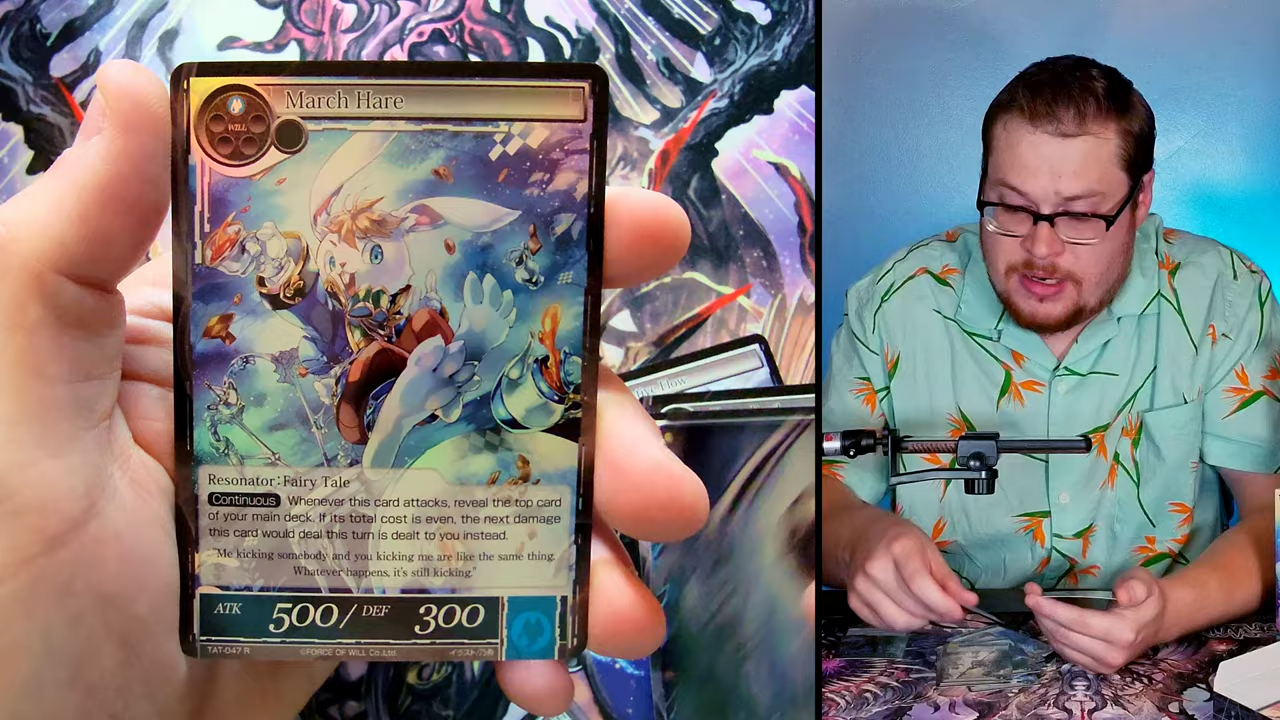 March Hare
WILL
Resonator:Fairy Tale
Continuous Whenever this card attacks, reveal the top card
of your main deck. If its total cost is even, the next damage
this card would deal this turn is dealt to you instead.
"Me kicking somebody and you kicking me are like the same thing.
Whatever happens, it's still kicking."
ATK 500/ DEF 300
TAT-047 R ©FORCE OF WILL Co.,Ltd.